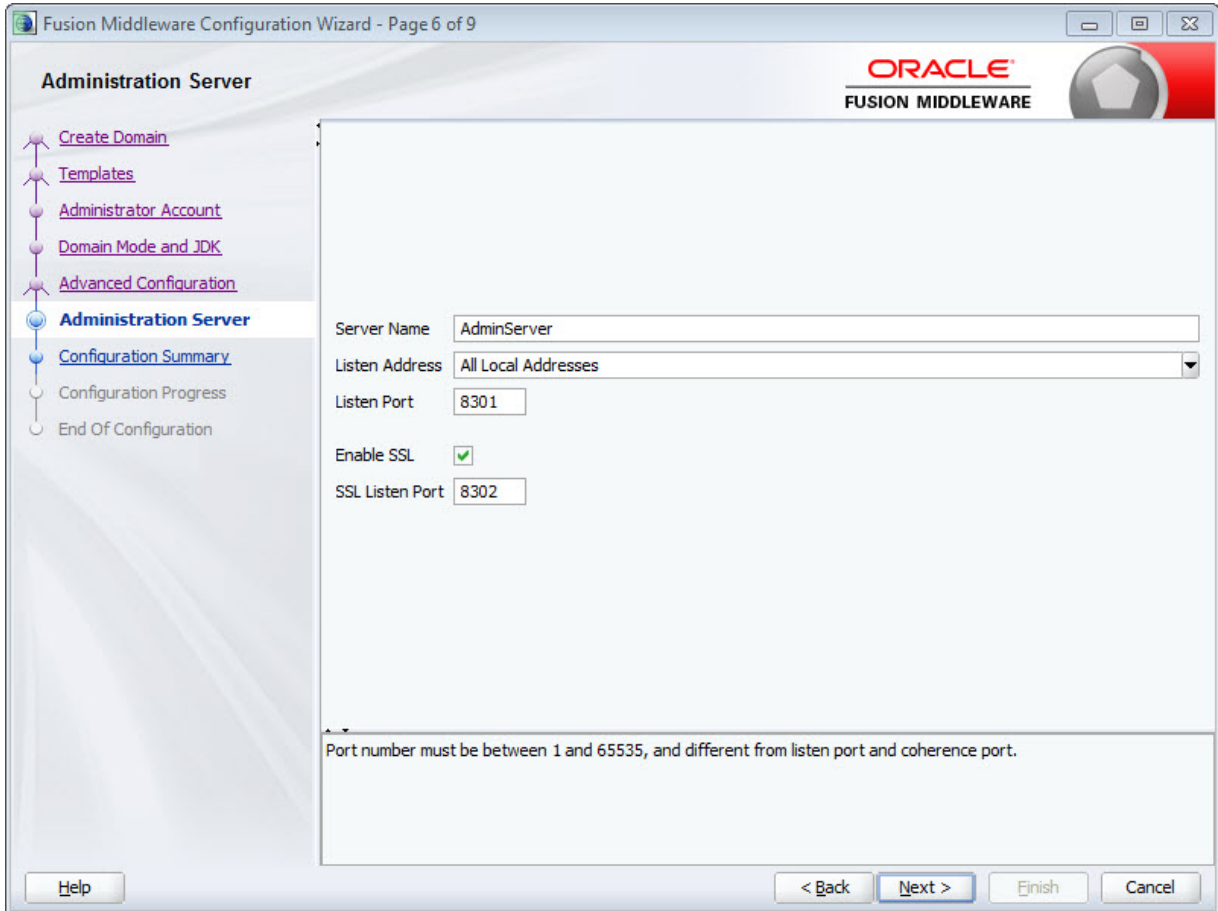 Fusion Middleware Configuration Wizard - Page 6 of 9
Administration Server
ORACLE
FUSION MIDDLEWARE
Create Domain
Templates
Administrator Account
Domain Mode and JDK
Advanced Configuration
Administration Server
Configuration Summary
Configuration Progress
End Of Configuration
Server Name AdminServer
Listen Address All Local Addresses
Listen Port 8301
Enable SSL
SSL Listen Port 8302
Port number must be between 1 and 65535, and different from listen port and coherence port.
Help < Back Next > Finish Cancel